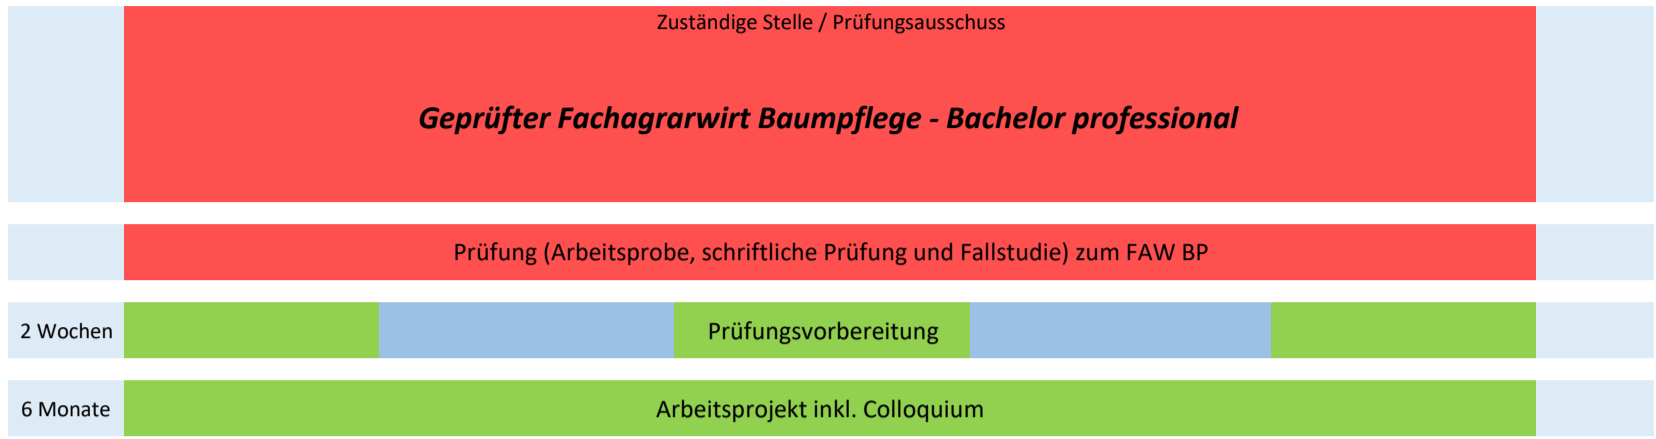 Zuständige Stelle / Prüfungsausschuss
Geprüfter Fachagrarwirt Baumpflege - Bachelor professional
Prüfung (Arbeitsprobe, schriftliche Prüfung und Fallstudie) zum FAW BP
2 Wochen
Prüfungsvorbereitung
6 Monate
Arbeitsprojekt inkl. Colloquium